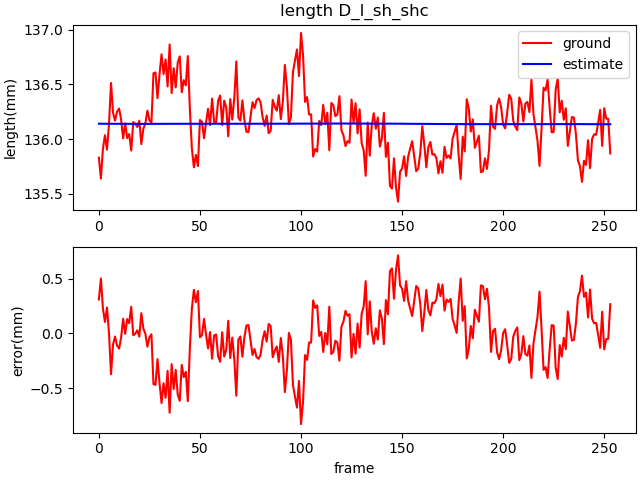 length D_l_sh_shc
length(mm)
137.0
136.5
136.0
135.5
ground
estimate
0 50 100 150 200 250
error(mm)
0.5
0.0
−0.5
0 50 100 150 200 250
frame